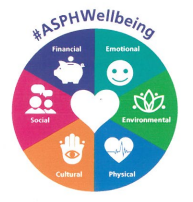 #ASPHWellbeing
Financial
Emotional
Social
Environmental
Cultural
Physical